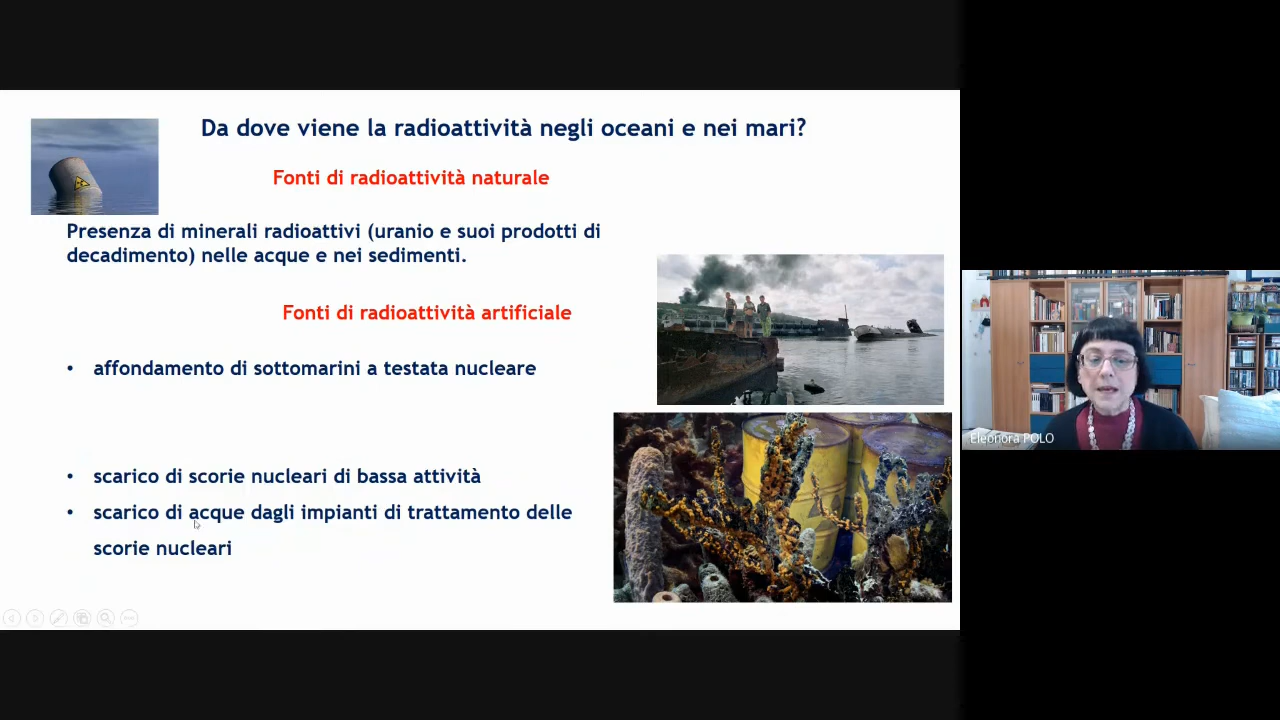 Da dove viene la radioattività negli oceani e nei mari?
Fonti di radioattività naturale
Presenza di minerali radioattivi (uranio e suoi prodotti di
decadimento) nelle acque e nei sedimenti.
Fonti di radioattività artificiale
• affondamento di sottomarini a testata nucleare
• scarico di scorie nucleari di bassa attività
• scarico di acque dagli impianti di trattamento delle
scorie nucleari
Eleonora POLO